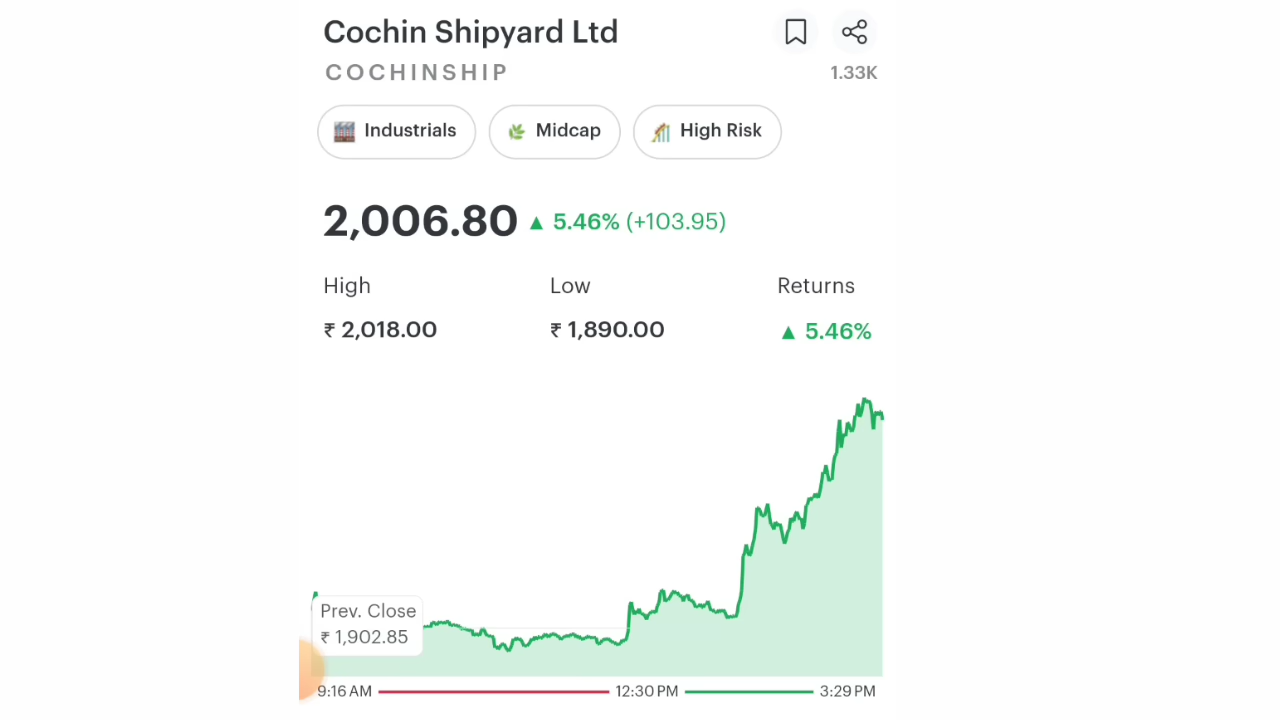 Cochin Shipyard Ltd
COCHINSHIP
1.33K
Industrials
Midcap
High Risk
2,006.80 ▲ 5.46% (+103.95)
High
Low
Returns
₹ 2,018.00
₹ 1,890.00
▲ 5.46%
Prev. Close
₹ 1,902.85
9:16 AM
12:30 PM
3:29 PM